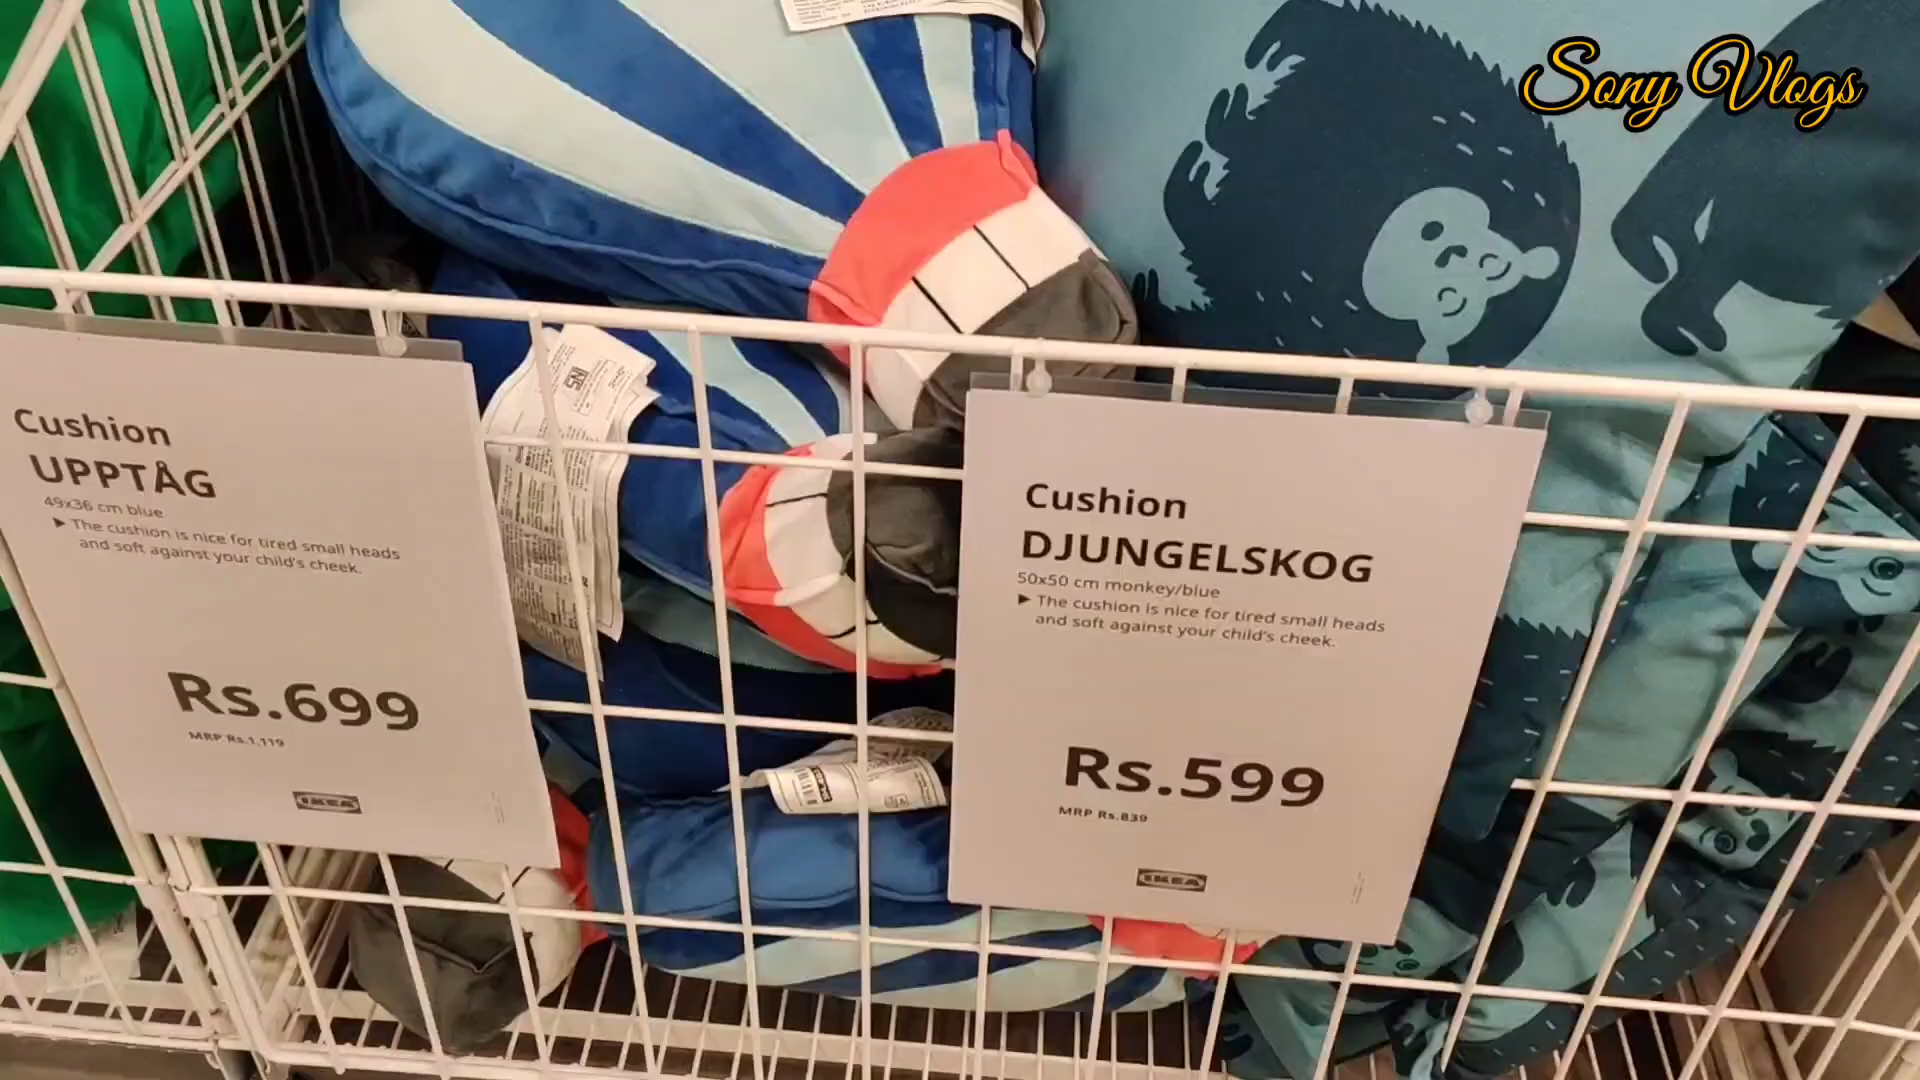 Sony Vlogs
Cushion
UPPTÅG
49x36 cm blue
▶ The cushion is nice for tired small heads
and soft against your child's cheek.
Rs.699
MRP Rs.1,119
IKEA
Cushion
DJUNGELSKOG
50x50 cm monkey/blue
▶ The cushion is nice for tired small heads
and soft against your child's cheek.
Rs.599
MRP Rs.839
IKEA